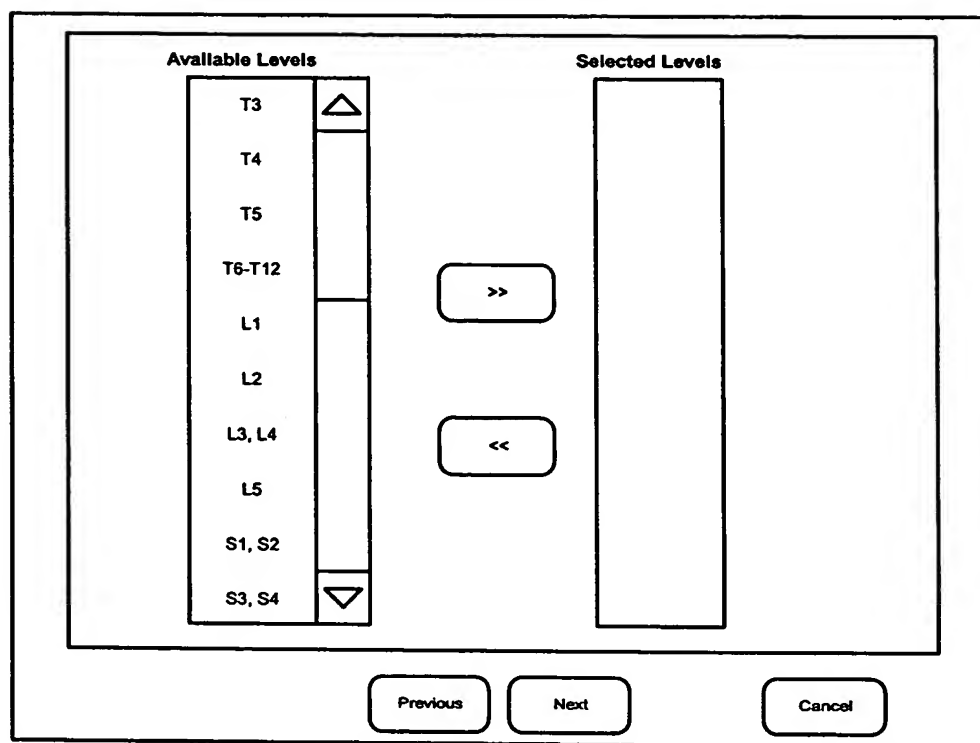 Available Levels
Selected Levels
T3
T4
T5
T6-T12
L1
L2
L3, L4
L5
S1, S2
S3, S4
>>
<<
Previous
Next
Cancel